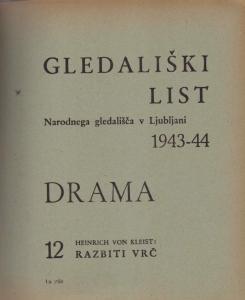 GLEDALIŠKI
LIST
Narodnega gledališča v Ljubljani
1943-44
DRAMA
12 HEINRICH VON KLEIST:
RAZBITI VRČ